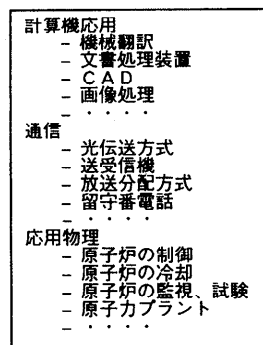 計算機応用
– 機械翻訳
– 文書処理装置
– ＣＡＤ
– 画像処理
– ・・・・
通信
– 光伝送方式
– 送受信機
– 放送分配方式
– 留守番電話
– ・・・・
応用物理
– 原子炉の制御
– 原子炉の冷却
– 原子炉の監視、試験
– 原子力プラント
– ・・・・